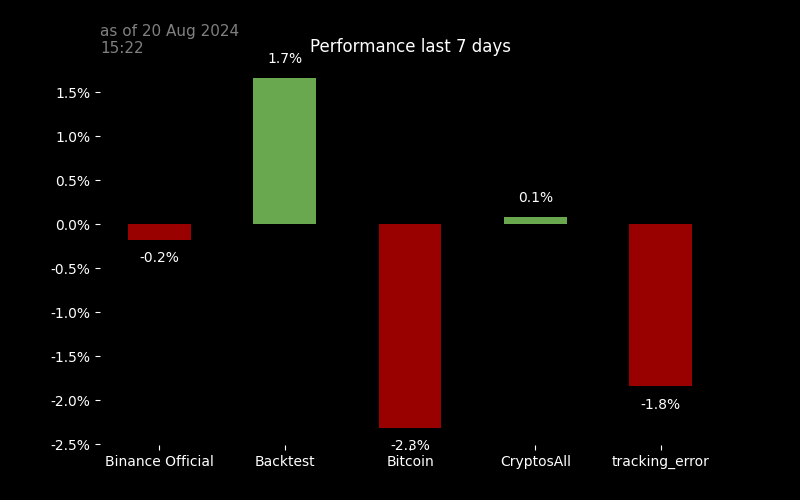 as of 20 Aug 2024
15:22
Performance last 7 days
1.7%
1.5%
1.0%
0.5%
0.1%
0.0%
-0.2%
-0.5%
-1.0%
-1.5%
-1.8%
-2.0%
-2.3%
-2.5%
Binance Official
Backtest
Bitcoin
CryptosAll
tracking_error